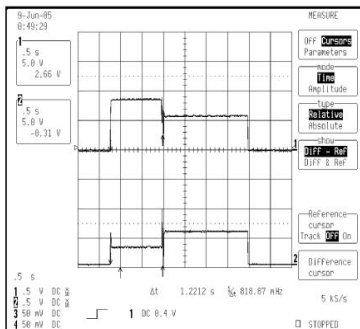 9-Jun-05
0:49:29
1
.5 s
5.0 V
2.66 V
2
.5 s
5.0 V
-0.31 V
MEASURE
Off Cursors
Parameters
mode
Time
Amplitude
type
Relative
Absolute
show
Diff - Ref
Diff & Ref
Reference
cursor
Track OFF On
Difference
cursor
1
2
.5 s
1 .5 V DC
2 .5 V DC
3 50 mV DC
4 50 mV DC
Δt 1.2212 s 1/Δt 818.87 mHz
1 DC 0.4 V
5 kS/s
STOPPED